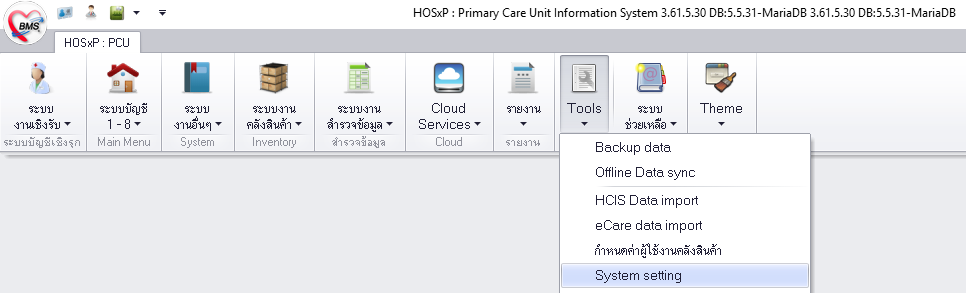 HOSxP : Primary Care Unit Information System 3.61.5.30 DB:5.5.31-MariaDB 3.61.5.30 DB:5.5.31-MariaDB
BMS
HOSxP : PCU
ระบบ
งานเชิงรับ
ระบบบัญชี
1 - 8
ระบบ
งานอื่นๆ
ระบบงาน
คลังสินค้า
ระบบงาน
สำรวจข้อมูล
Cloud
Services
รายงาน
Tools
ระบบ
ช่วยเหลือ
Theme
ระบบบัญชีเชิงรุก
Main Menu
System
Inventory
สำรวจข้อมูล
Cloud
รายงาน
Backup data
Offline Data sync
HCIS Data import
eCare data import
กำหนดค่าผู้ใช้งานคลังสินค้า
System setting